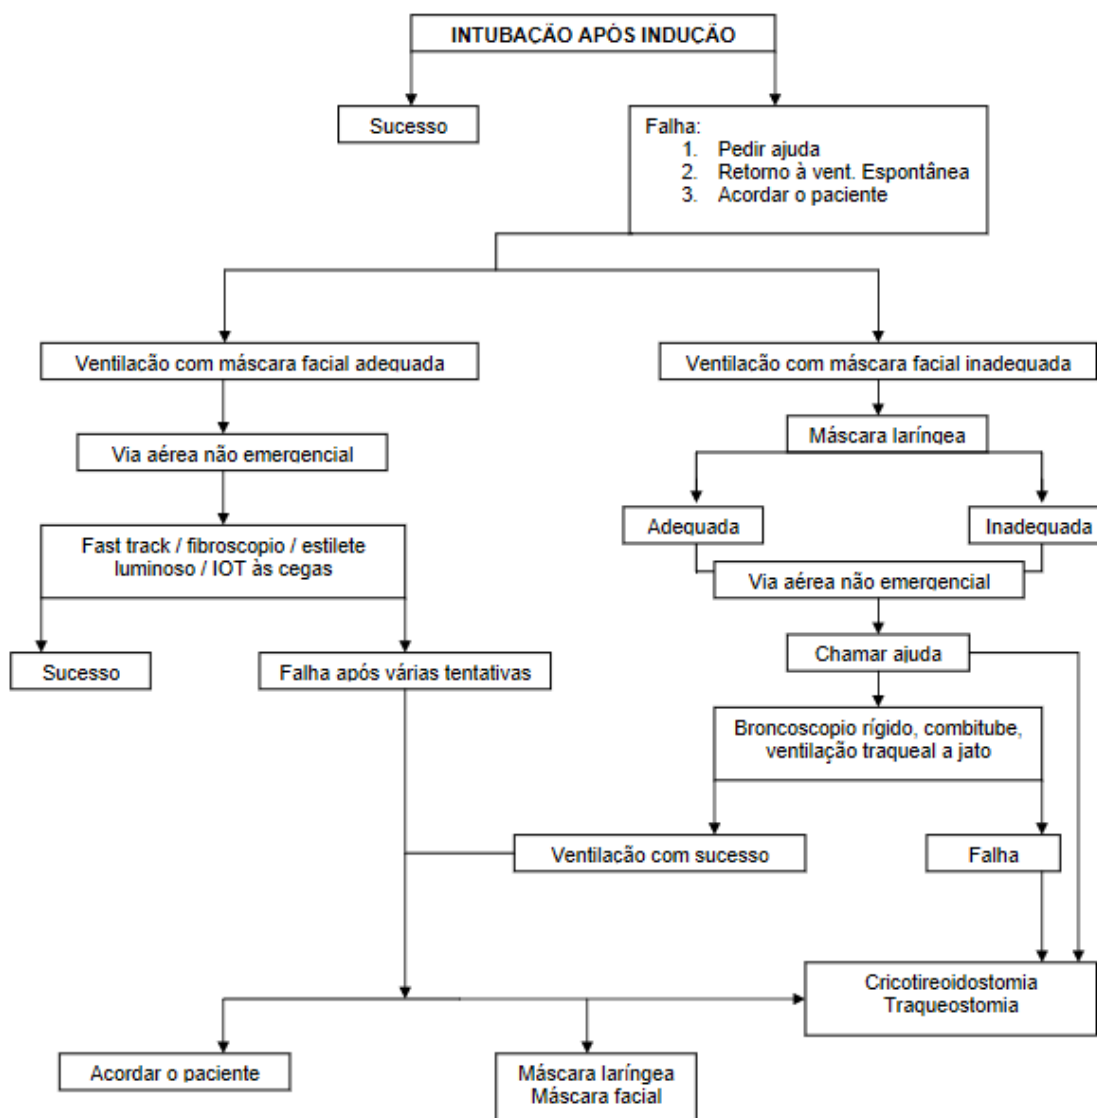 INTUBAÇÃO APÓS INDUÇÃO
Sucesso
Falha:
1. Pedir ajuda
2. Retorno à vent. Espontânea
3. Acordar o paciente
Ventilação com máscara facial adequada
Ventilação com máscara facial inadequada
Via aérea não emergencial
Máscara laríngea
Adequada
Inadequada
Fast track / fibroscopio / estilete
luminoso / IOT às cegas
Via aérea não emergencial
Sucesso
Falha após várias tentativas
Chamar ajuda
Broncoscopio rígido, combitube,
ventilação traqueal a jato
Ventilação com sucesso
Falha
Cricotireoidostomia
Traqueostomia
Acordar o paciente
Máscara laríngea
Máscara facial